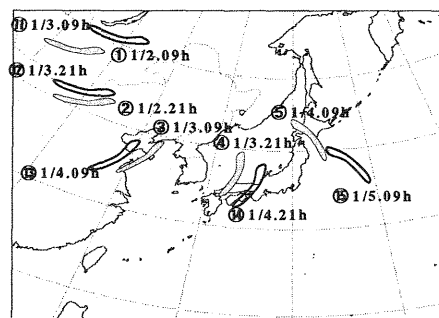 ⑪ 1/3.09h
① 1/2.09h
⑫ 1/3.21h
② 1/2.21h
③ 1/3.09h
⑤ 1/4.09h
④ 1/3.21h
⑬ 1/4.09h
⑮ 1/5.09h
⑭ 1/4.21h